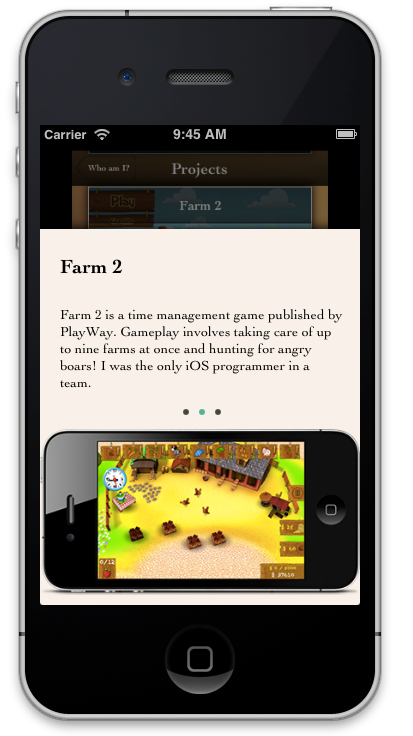 Carrier 9:45 AM
Who am I? Projects
Play
Farm 2
Farm 2
Farm 2 is a time management game published by
PlayWay. Gameplay involves taking care of up
to nine farms at once and hunting for angry
boars! I was the only iOS programmer in a
team.
0/12